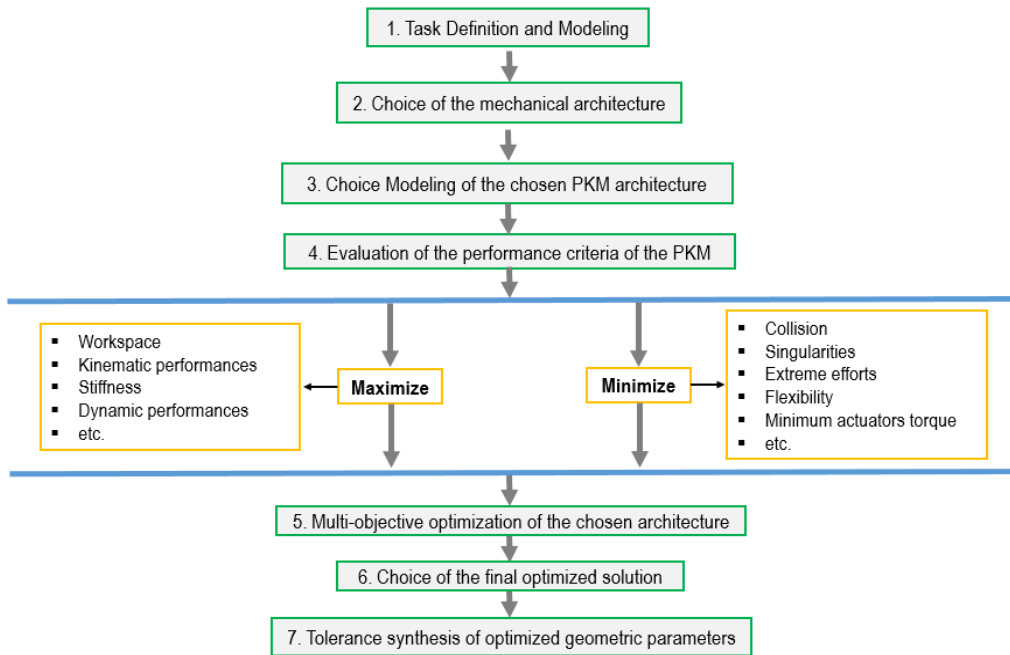 1. Task Definition and Modeling
2. Choice of the mechanical architecture
3. Choice Modeling of the chosen PKM architecture
4. Evaluation of the performance criteria of the PKM
▪ Workspace
▪ Kinematic performances
▪ Stiffness
▪ Dynamic performances
▪ etc.
Maximize
Minimize
▪ Collision
▪ Singularities
▪ Extreme efforts
▪ Flexibility
▪ Minimum actuators torque
▪ etc.
5. Multi-objective optimization of the chosen architecture
6. Choice of the final optimized solution
7. Tolerance synthesis of optimized geometric parameters